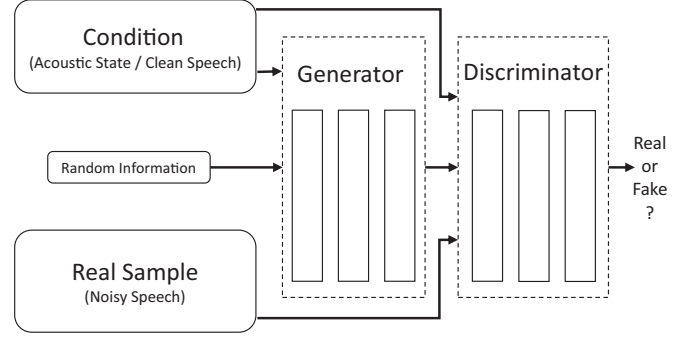 Condition
(Acoustic State / Clean Speech)
Generator
Discriminator
Random Information
Real
or
Fake
?
Real Sample
(Noisy Speech)